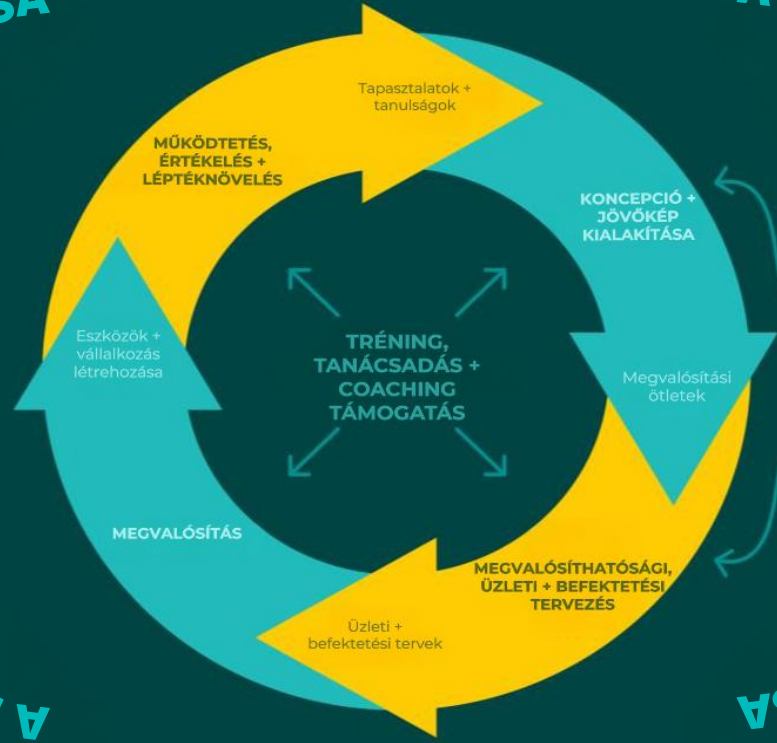 Tapasztalatok +
tanulságok
MŰKÖDTETÉS,
ÉRTÉKELÉS +
LÉPTÉKNÖVELÉS
KONCEPCIÓ +
JÖVŐKÉP
KIALAKÍTÁSA
Eszközök +
vállalkozás
létrehozása
TRÉNING,
TANÁCSADÁS +
COACHING
TÁMOGATÁS
Megvalósítási
ötletek
MEGVALÓSÍTÁS
MEGVALÓSÍTHATÓSÁGI,
ÜZLETI + BEFEKTETÉSI
TERVEZÉS
Üzleti +
befektetési tervek